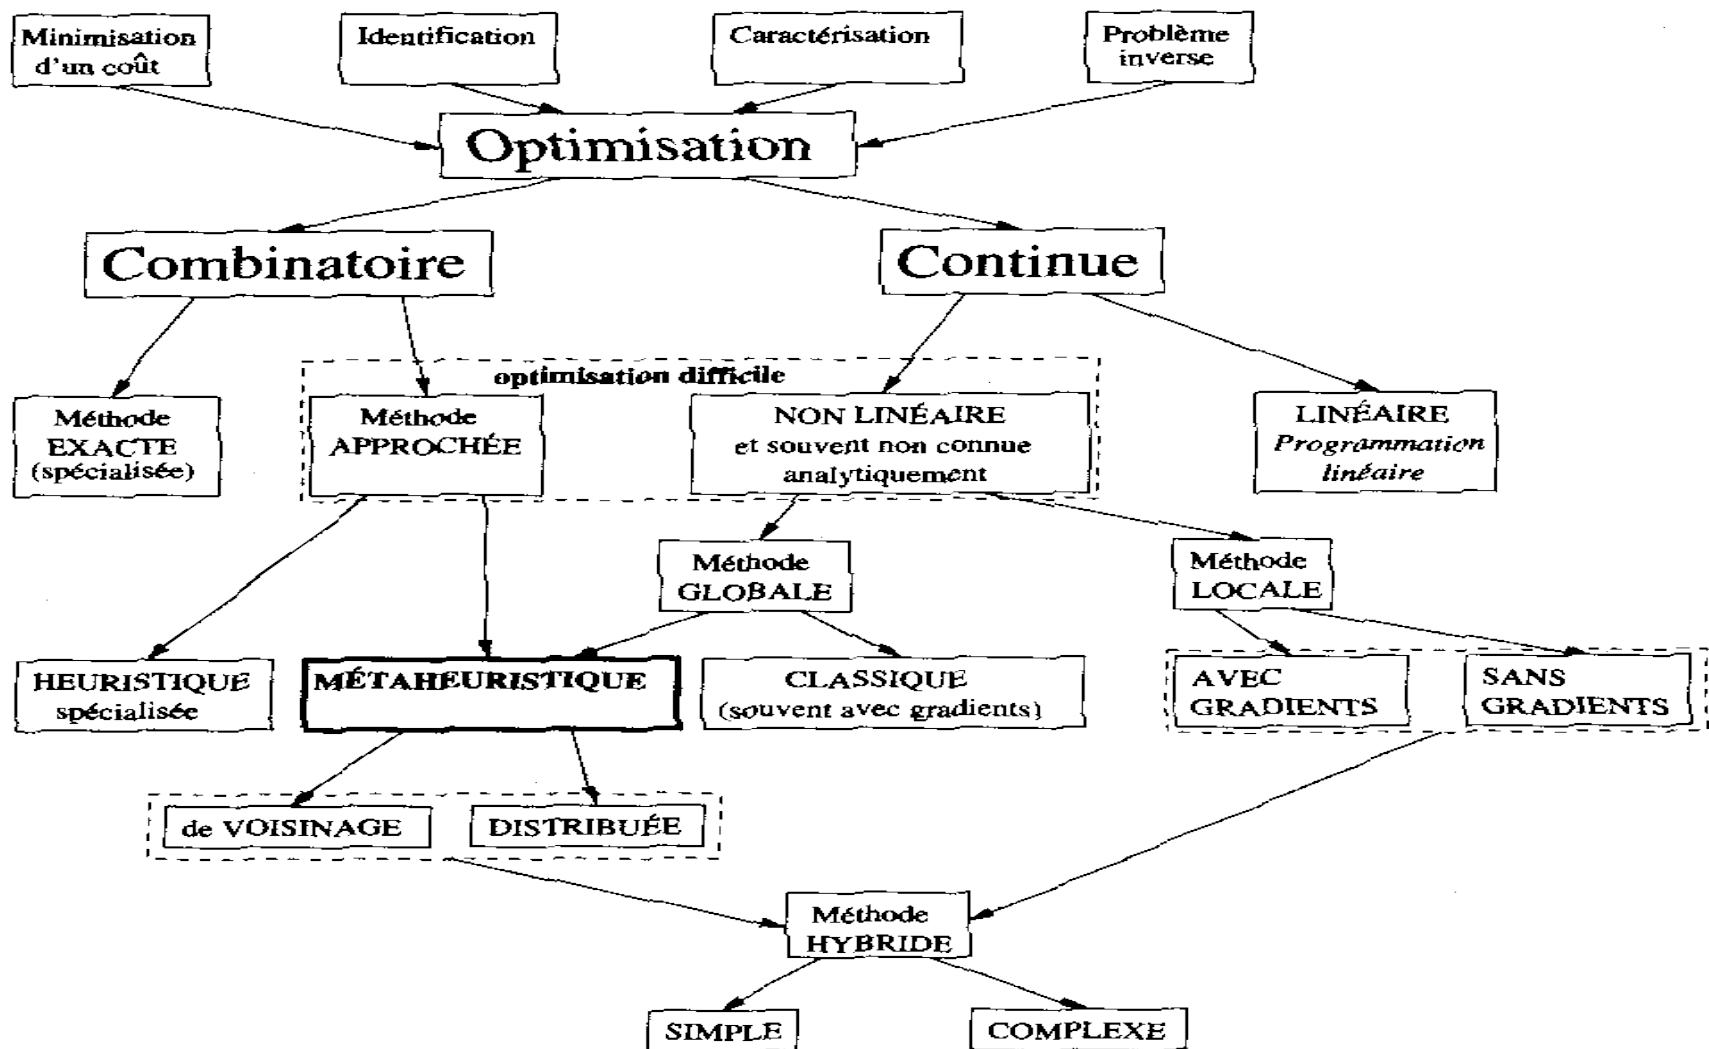 Minimisation
d'un coût
Identification
Caractérisation
Problème
inverse
Optimisation
Combinatoire
Continue
optimisation difficile
Méthode
EXACTE
(spécialisée)
Méthode
APPROCHÉE
NON LINÉAIRE
et souvent non connue
analytiquement
LINÉAIRE
Programmation
linéaire
Méthode
GLOBALE
Méthode
LOCALE
HEURISTIQUE
spécialisée
MÉTAHEURISTIQUE
CLASSIQUE
(souvent avec gradients)
AVEC
GRADIENTS
SANS
GRADIENTS
de VOISINAGE
DISTRIBUÉE
Méthode
HYBRIDE
SIMPLE
COMPLEXE